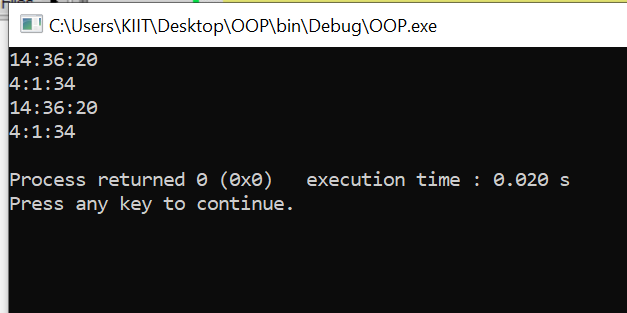 C:\Users\KIIT\Desktop\OOP\bin\Debug\OOP.exe
14:36:20
4:1:34
14:36:20
4:1:34
Process returned 0 (0x0)   execution time : 0.020 s
Press any key to continue.